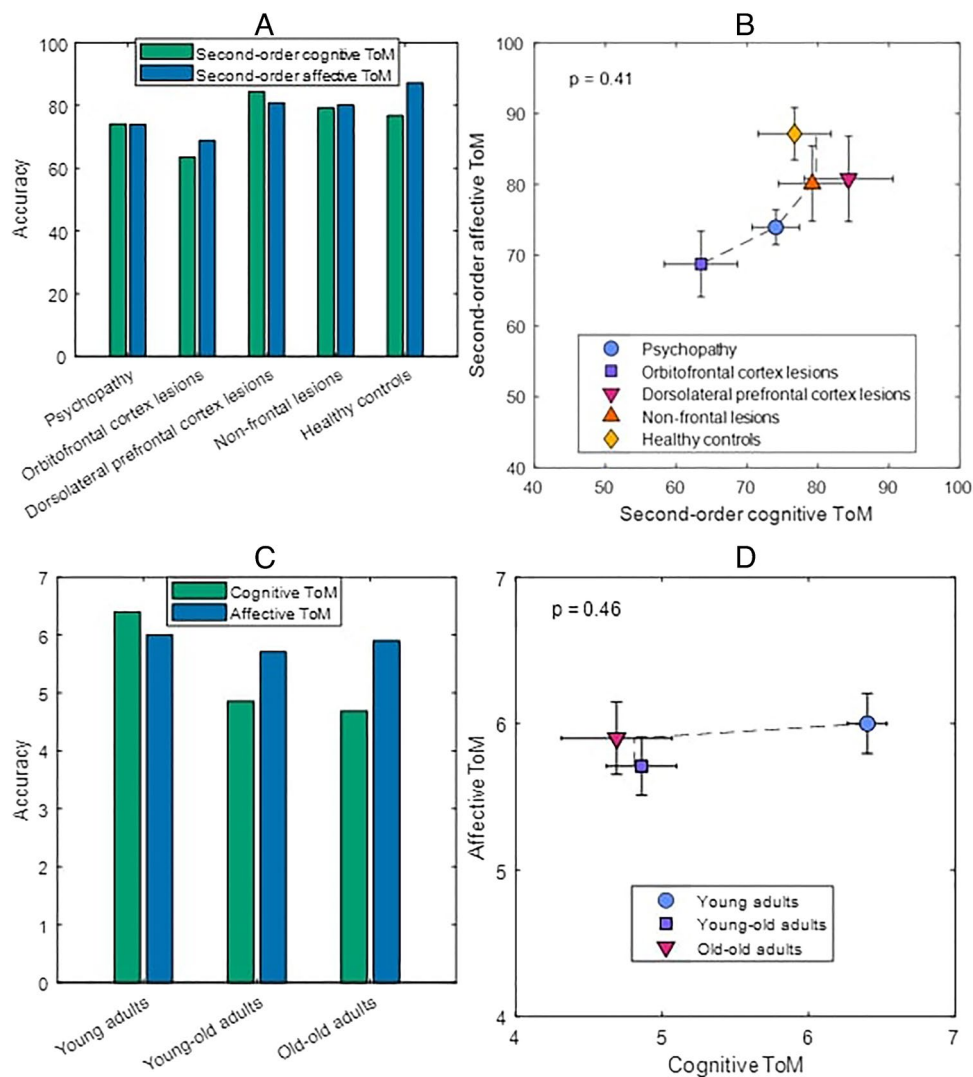 A
100
80
60
40
20
0
Accuracy
Second-order cognitive ToM
Second-order affective ToM
Psychopathy
Orbitofrontal cortex lesions
Dorsolateral prefrontal cortex lesions
Non-frontal lesions
Healthy controls
B
p = 0.41
100
90
80
70
60
50
40
Second-order affective ToM
Psychopathy
Orbitofrontal cortex lesions
Dorsolateral prefrontal cortex lesions
Non-frontal lesions
Healthy controls
40 50 60 70 80 90 100
Second-order cognitive ToM
C
7
6
5
4
3
2
1
0
Accuracy
Cognitive ToM
Affective ToM
Young adults
Young-old adults
Old-old adults
D
p = 0.46
7
6
5
4
Affective ToM
Young adults
Young-old adults
Old-old adults
4 5 6 7
Cognitive ToM